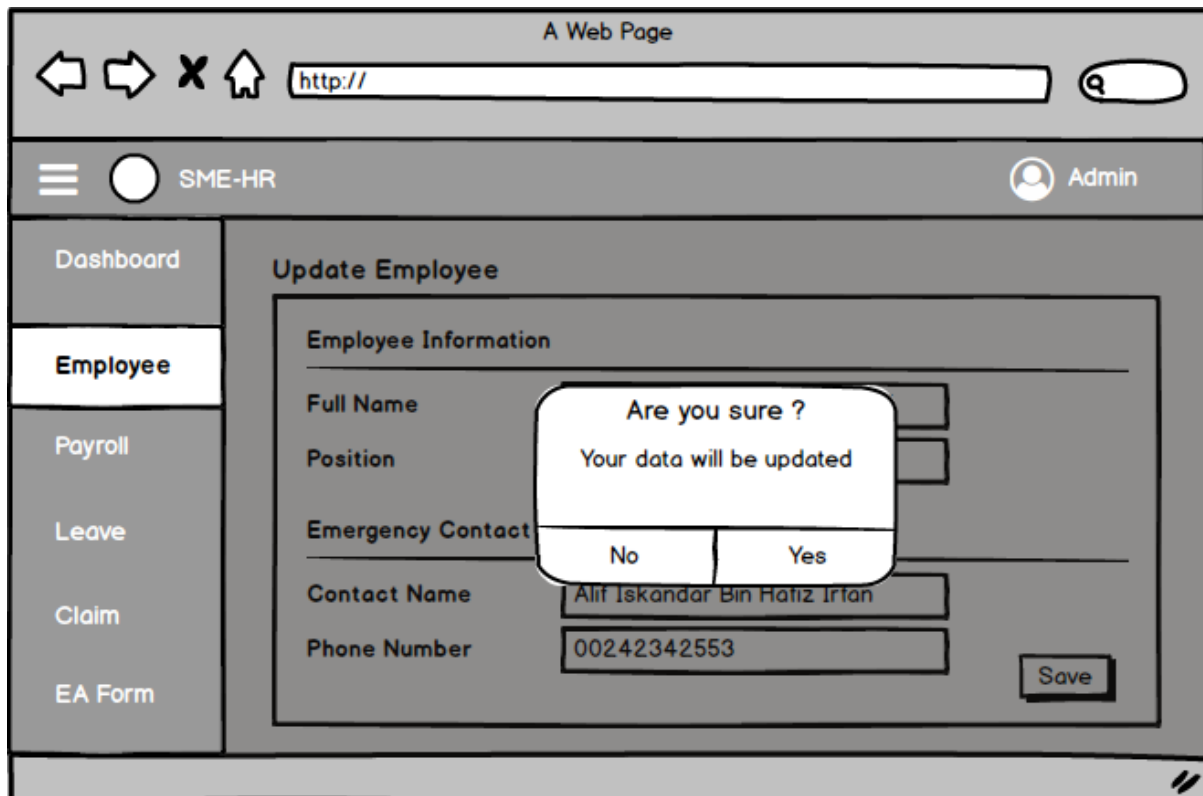 A Web Page
http://
SME-HR
Admin
Dashboard
Employee
Payroll
Leave
Claim
EA Form
Update Employee
Employee Information
Full Name
Position
Emergency Contact
Contact Name
Alif Iskandar Bin Hafiz Irfan
Phone Number
00242342553
Save
Are you sure ?
Your data will be updated
No
Yes